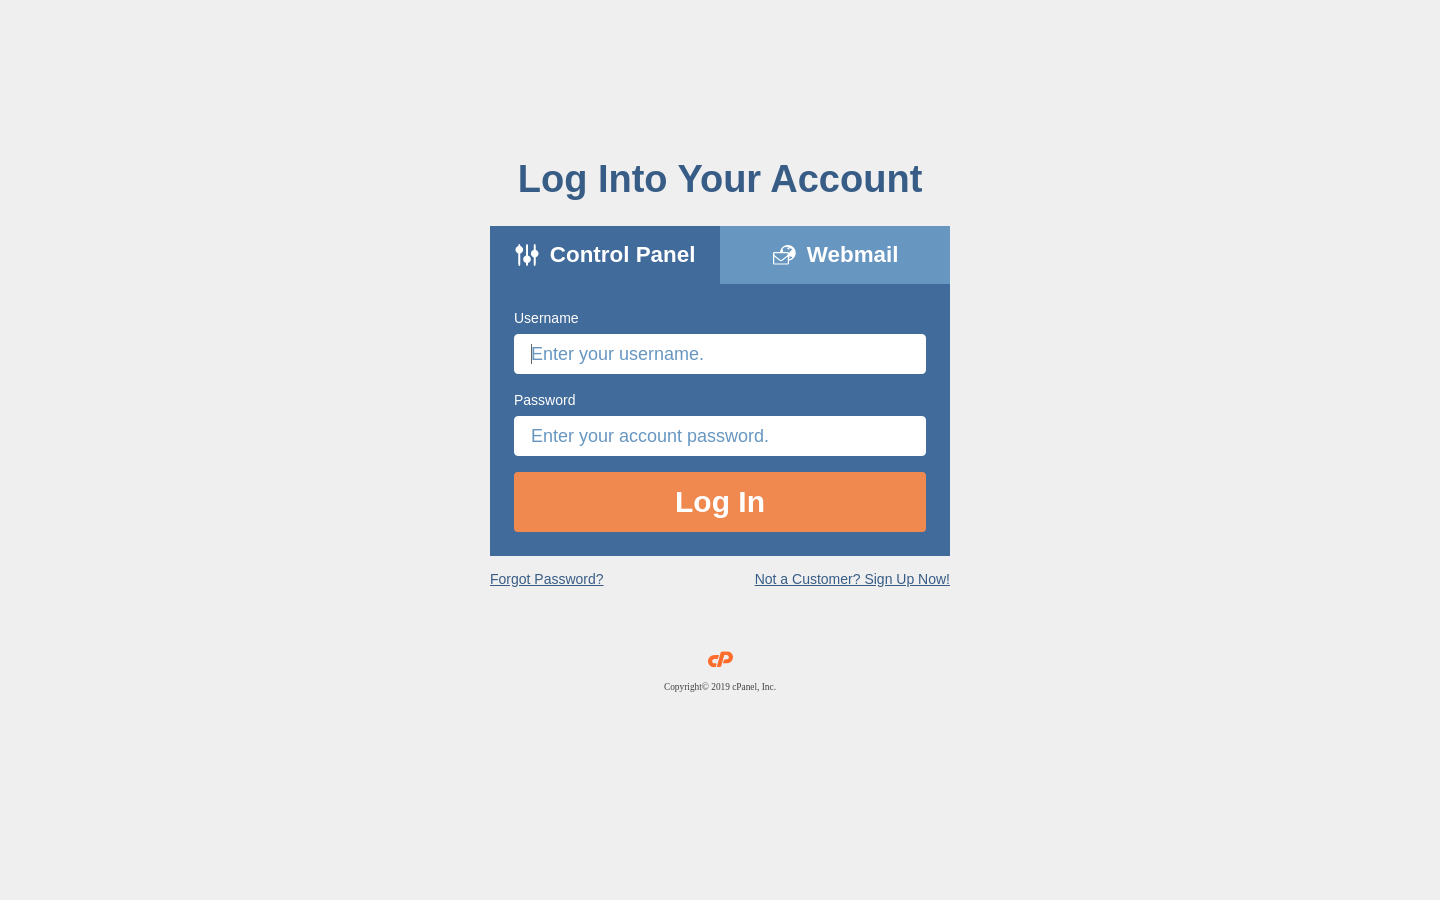 Log Into Your Account
Control Panel
Webmail
Username
Enter your username.
Password
Enter your account password.
Log In
Forgot Password?
Not a Customer? Sign Up Now!
cP
Copyright© 2019 cPanel, Inc.